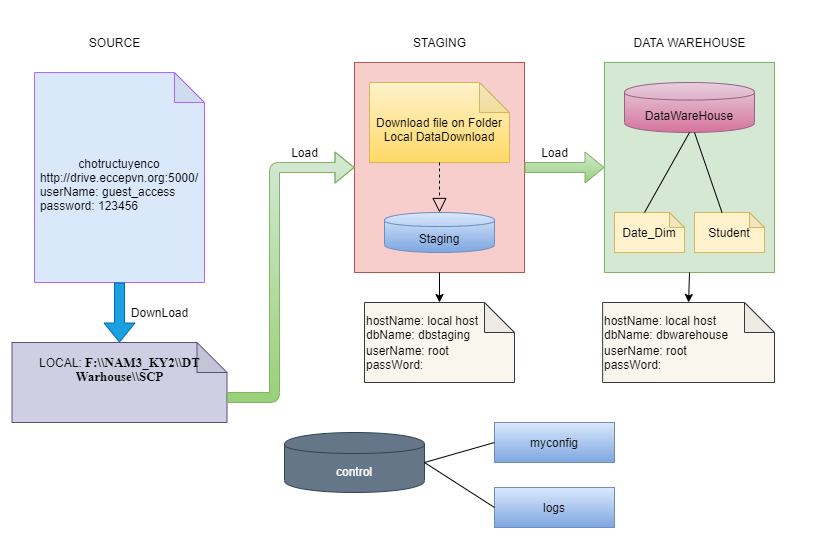 SOURCE
STAGING
DATA WAREHOUSE
chotructuyenco
http://drive.eccepvn.org:5000/
userName: guest_access
password: 123456
DownLoad
LOCAL: F:\\NAM3_KY2\\DT
Warhouse\\SCP
Load
Download file on Folder
Local DataDownload
Staging
Load
DataWareHouse
Date_Dim
Student
hostName: local host
dbName: dbstaging
userName: root
passWord:
hostName: local host
dbName: dbwarehouse
userName: root
passWord:
control
myconfig
logs